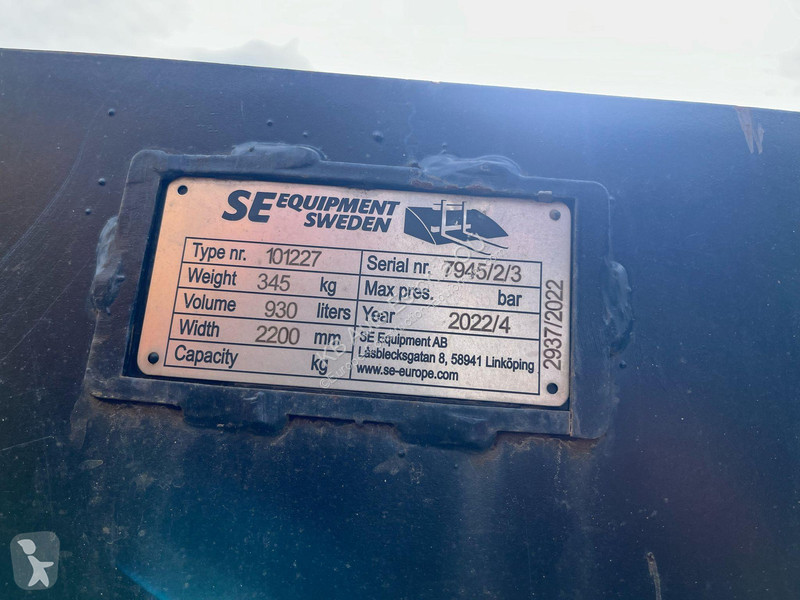 SE EQUIPMENT
SWEDEN
Type nr. 101227
Weight 345 kg
Volume 930 liters
Width 2200 mm
Capacity kg
Serial nr. 7945/2/3
Max pres. bar
Year 2022/4
SE Equipment AB
Låsblecksgatan 8, 58941 Linköping
www.se-europe.com
2937/2022